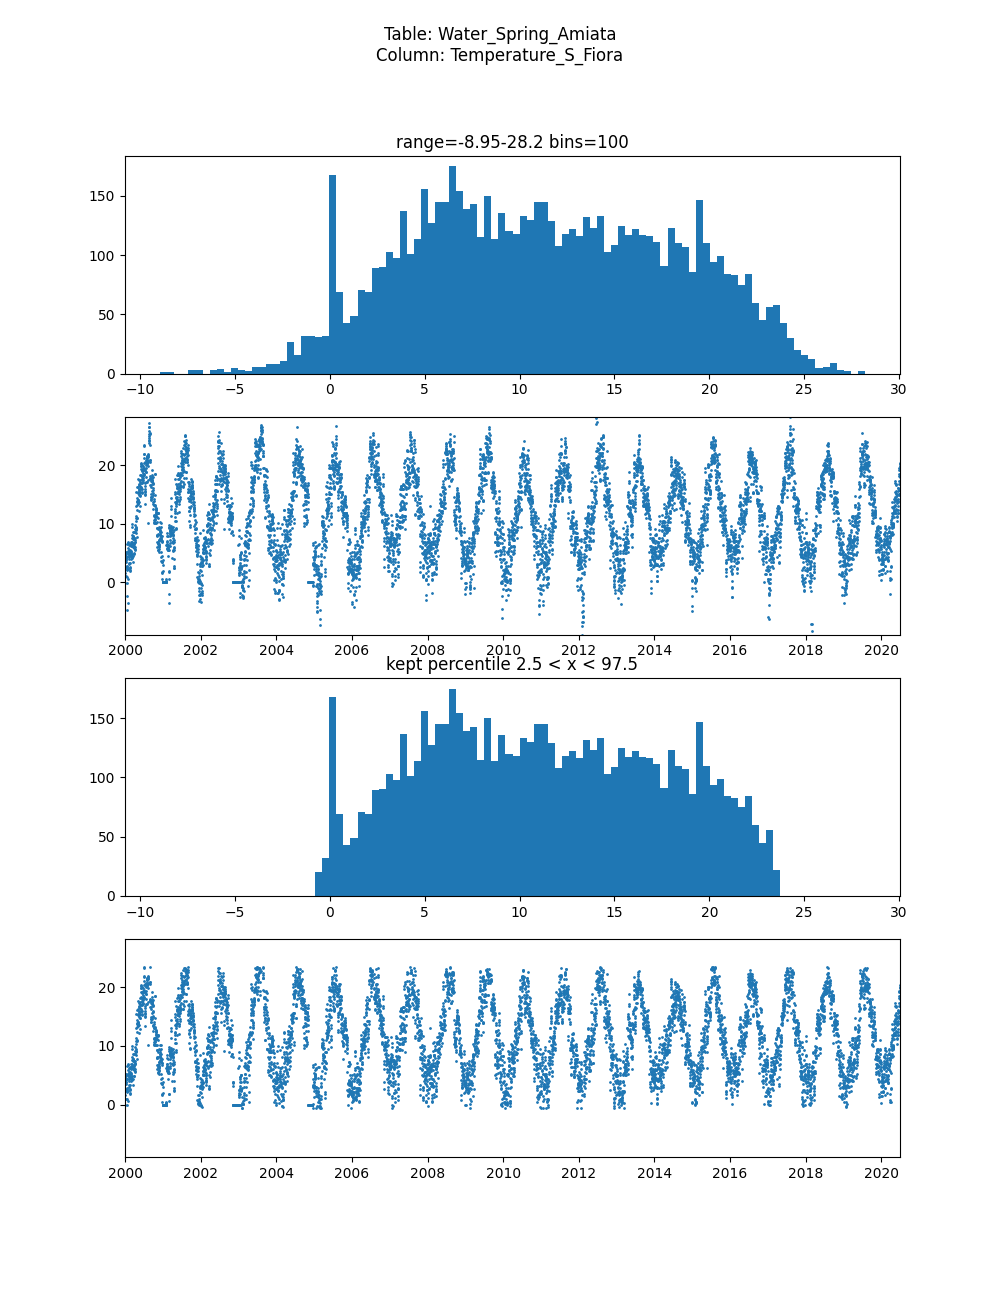 Table: Water_Spring_Amiata
Column: Temperature_S_Fiora
range=-8.95-28.2 bins=100
150
100
50
0
−10 −5 0 5 10 15 20 25 30
20
10
0
2000 2002 2004 2006 2008 2010 2012 2014 2016 2018 2020
kept percentile 2.5 < x < 97.5
150
100
50
0
−10 −5 0 5 10 15 20 25 30
20
10
0
2000 2002 2004 2006 2008 2010 2012 2014 2016 2018 2020